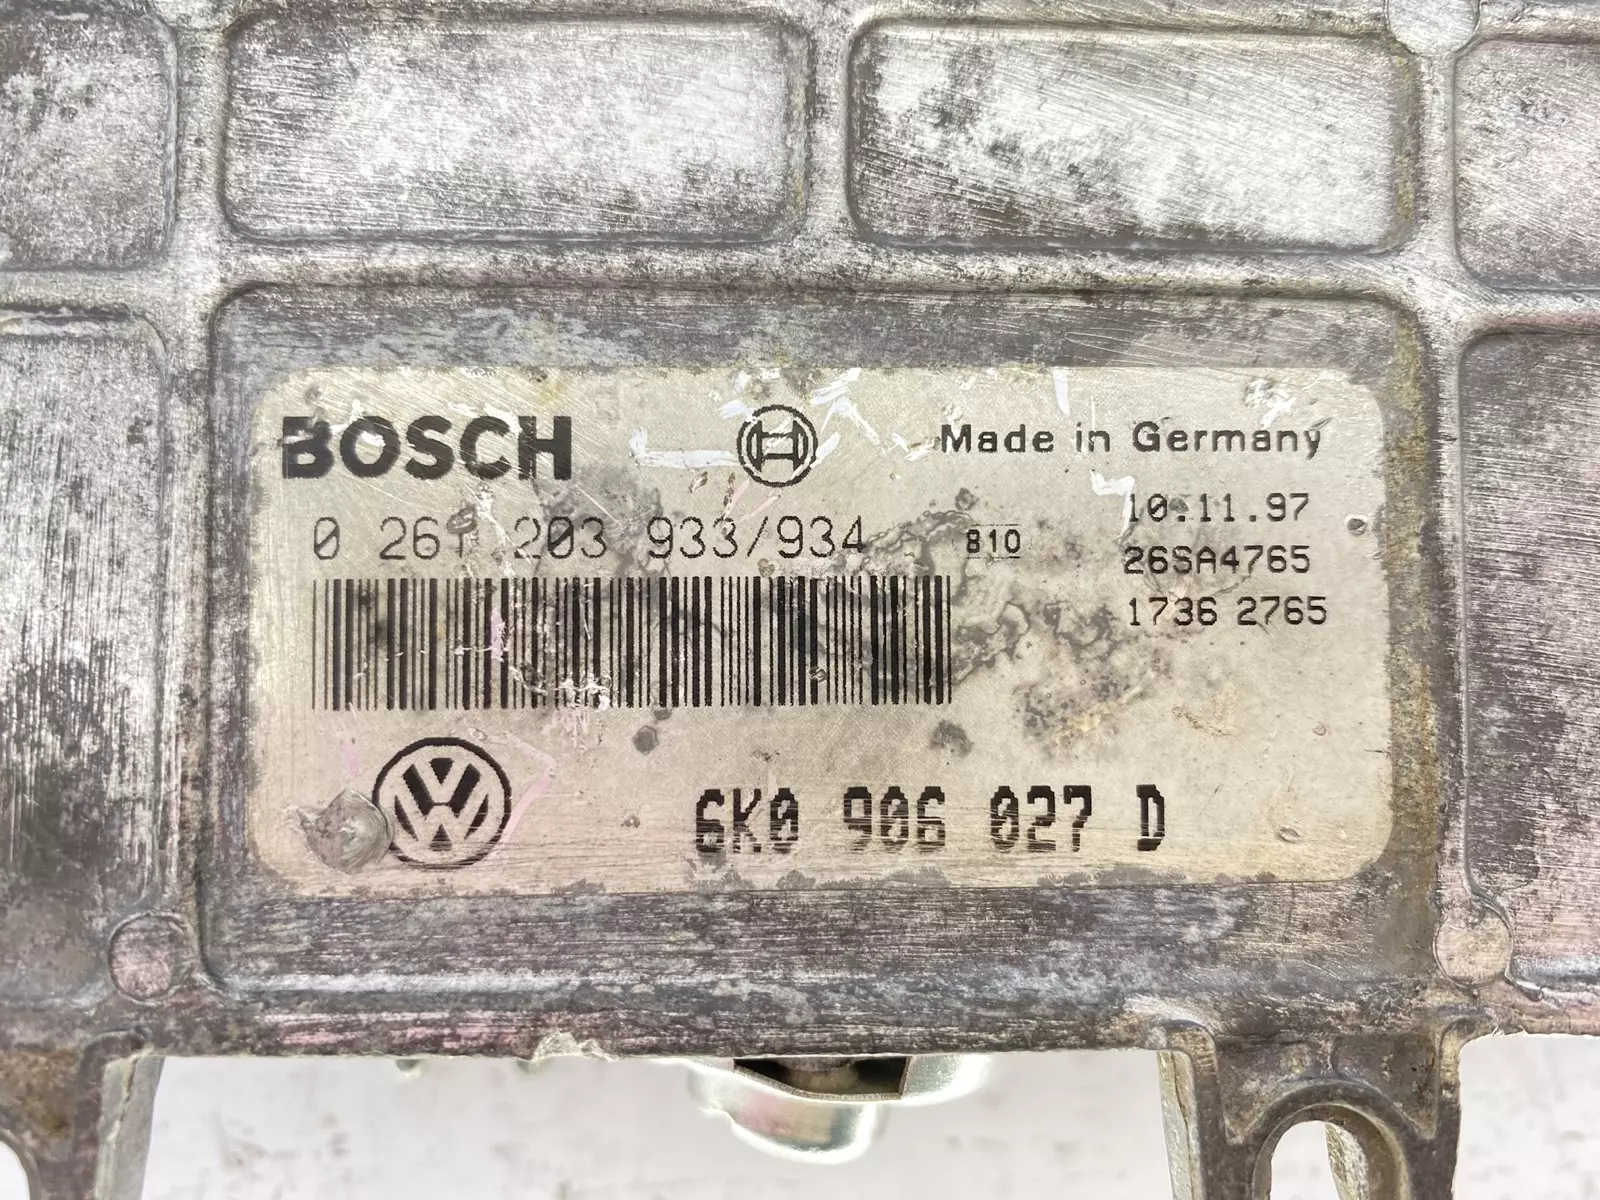 BOSCH
Made in Germany
10.11.97
0 261 203 933/934
810
26SA4765
1736 2765
6K0 906 027 D